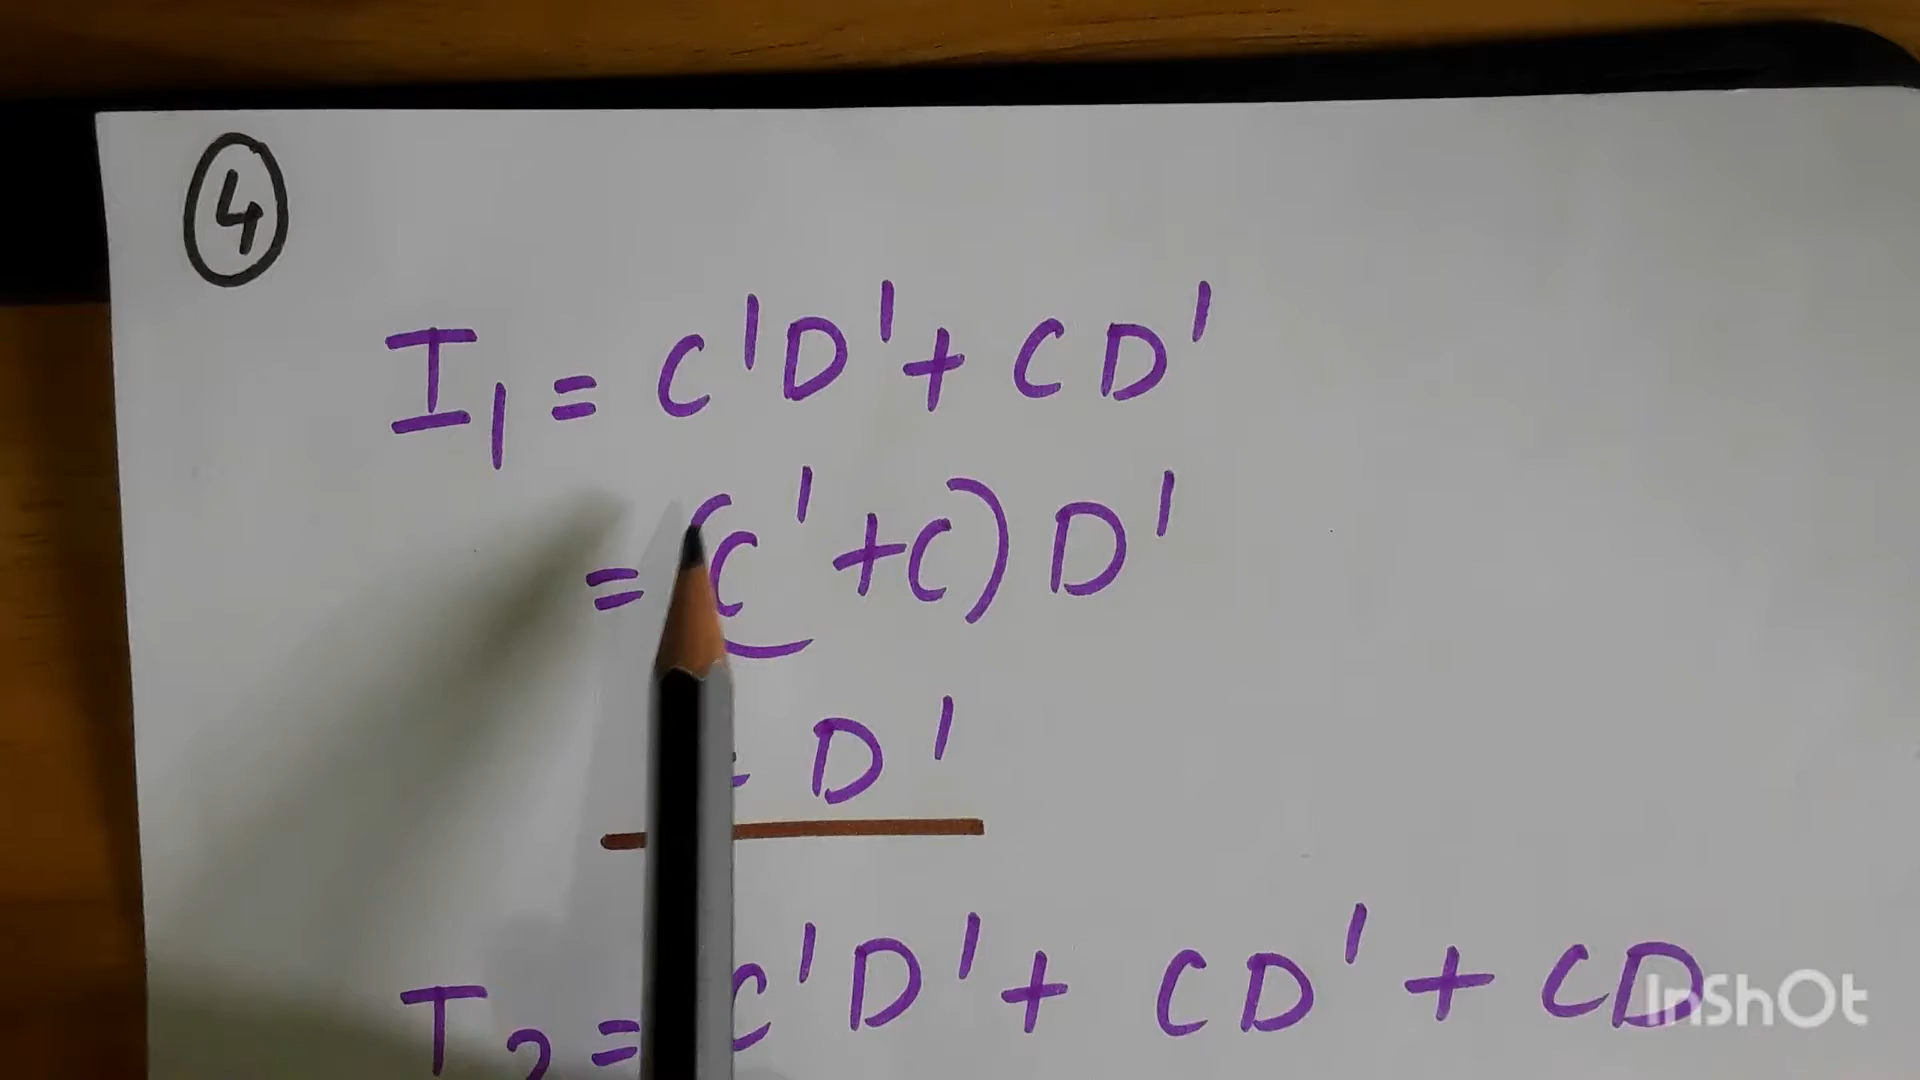 4
I₁ = C'D' + CD'
= (C' + C) D'
= D'
I₂ = C'D' + CD' + CD
InShOt